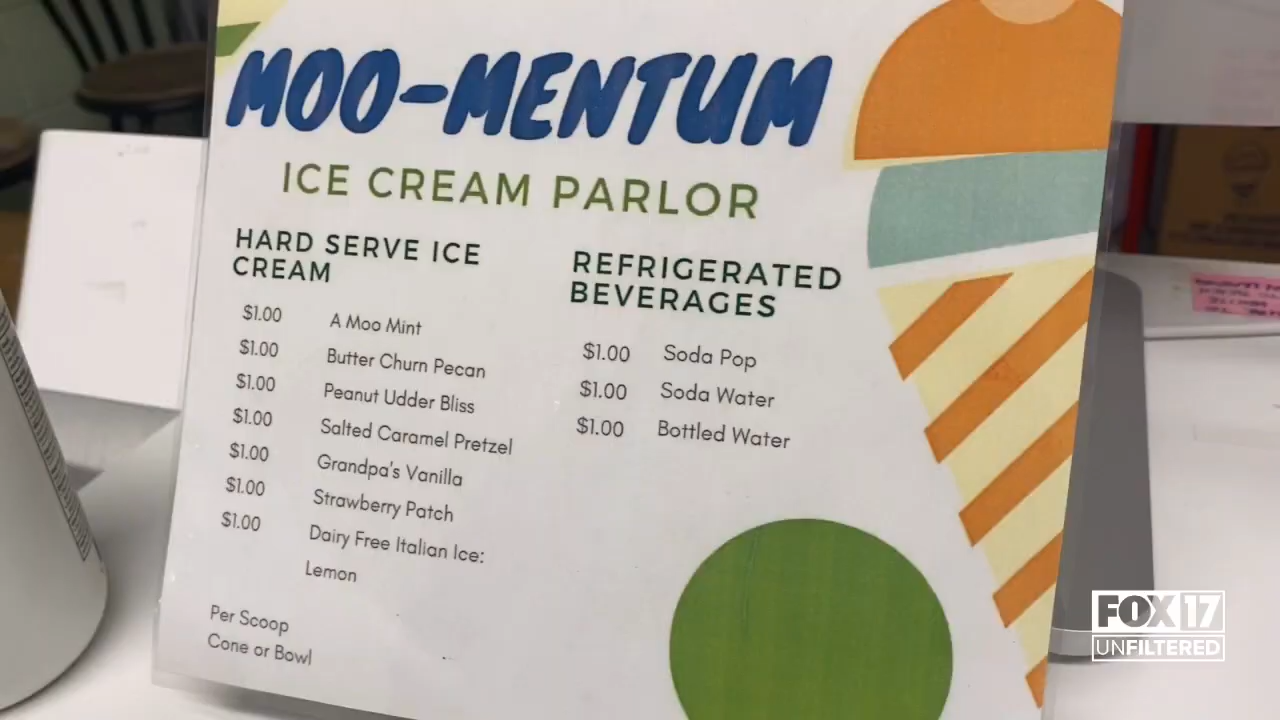 MOO-MENTUM
ICE CREAM PARLOR
HARD SERVE ICE
CREAM
$1.00 A Moo Mint
$1.00 Butter Churn Pecan
$1.00 Peanut Udder Bliss
$1.00 Salted Caramel Pretzel
$1.00 Grandpa's Vanilla
$1.00 Strawberry Patch
$1.00 Dairy Free Italian Ice:
Lemon
Per Scoop
Cone or Bowl
REFRIGERATED
BEVERAGES
$1.00 Soda Pop
$1.00 Soda Water
$1.00 Bottled Water
FOX 17
UNFILTERED